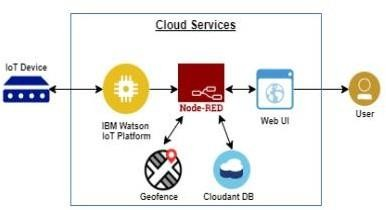 Cloud Services
IoT Device
IBM Watson
IoT Platform
Node-RED
Web UI
User
Geofence
Cloudant DB